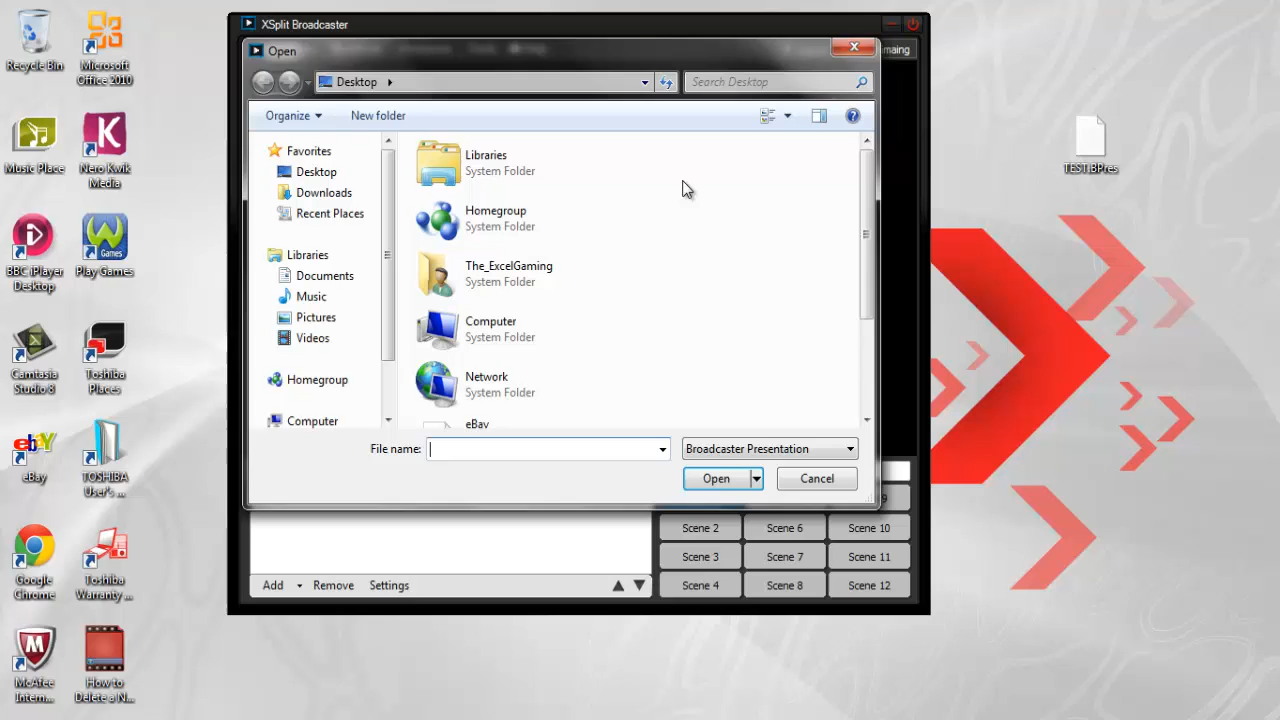 XSplit Broadcaster
Open
Desktop
Search Desktop
Organize
New folder
Favorites
Desktop
Downloads
Recent Places
Libraries
Documents
Music
Pictures
Videos
Homegroup
Computer
Libraries
System Folder
Homegroup
System Folder
The_ExcelGaming
System Folder
Computer
System Folder
Network
System Folder
eBay
File name:
Broadcaster Presentation
Open
Cancel
Scene 2
Scene 6
Scene 10
Scene 3
Scene 7
Scene 11
Scene 4
Scene 8
Scene 12
Add
Remove
Settings
Recycle Bin
Microsoft
Office 2010
Music Place
Nero Kwik
Media
BBC iPlayer
Desktop
Play Games
Camtasia
Studio 8
Toshiba
Places
eBay
TOSHIBA
User's ...
Google
Chrome
Toshiba
Warranty ...
McAfee
Intern...
How to
Delete a N...
TEST.BPres